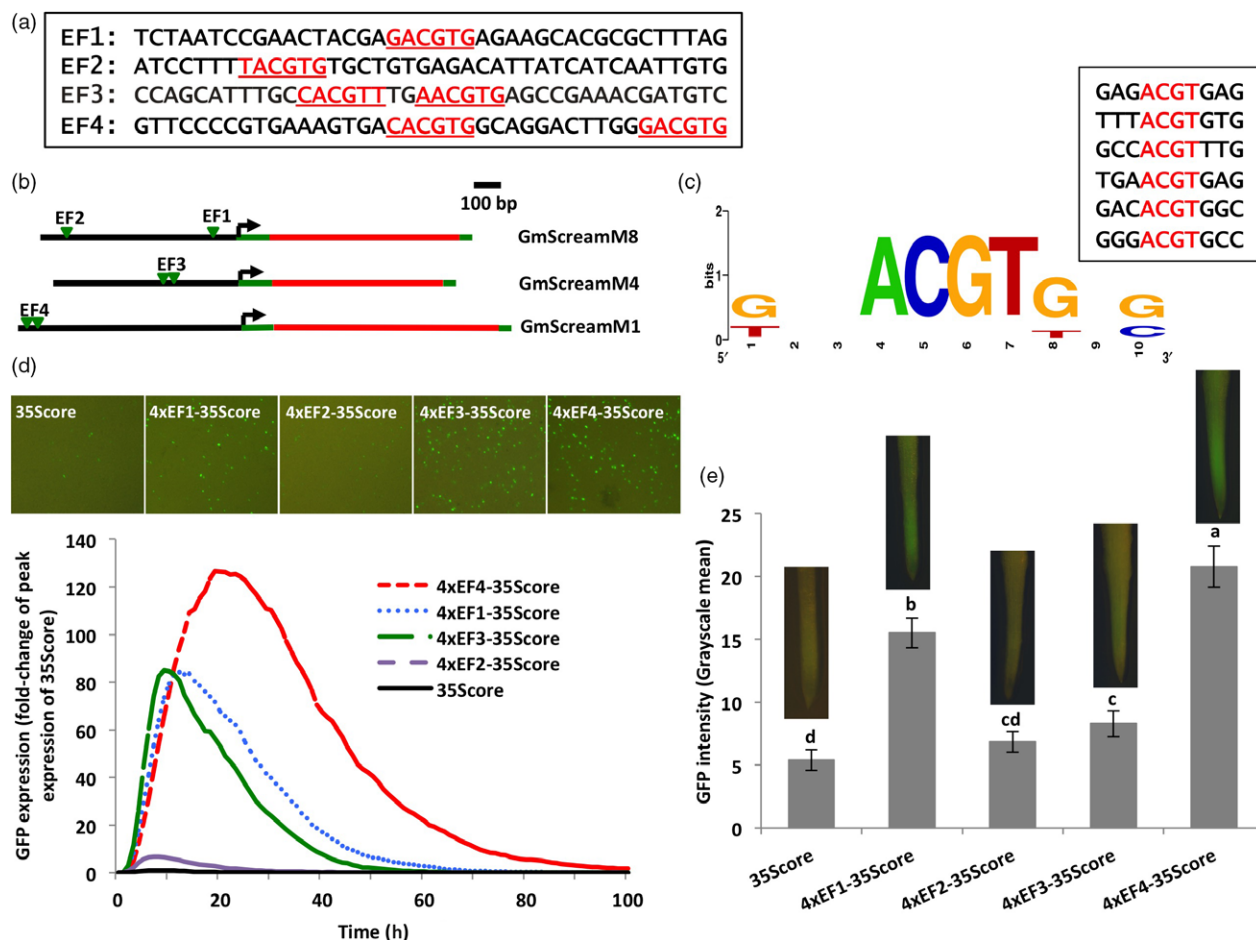 (a)
EF1: TCTAATCCGAACTACGAGACGTGAGAAGCACGCGCTTTAG
EF2: ATCCTTTTACGTGTGCTGTGAGACATTATCATCAATTGTG
EF3: CCAGCATTTGCCACGTTTGAACGTGAGCCGAAACGATGTC
EF4: GTTCCCCGTGAAAGTGACACGTGGCAGGACTTGGGACGTG
GAGACGTGAG
TTTACGTGTG
GCCACGTTTG
TGAACGTGAG
GACACGTGGC
GGGACGTGCC
(b)
100 bp
EF2
EF1
GmScreamM8
EF3
GmScreamM4
EF4
GmScreamM1
(c)
2
bits
1
0
G
T
ACGT
G
T
G
C
1 2 3 4 5 6 7 8 9 10
5′
3′
(d)
35Score
4xEF1-35Score
4xEF2-35Score
4xEF3-35Score
4xEF4-35Score
GFP expression (fold-change of peak
expression of 35Score)
140
120
100
80
60
40
20
0
4xEF4-35Score
4xEF1-35Score
4xEF3-35Score
4xEF2-35Score
35Score
0 20 40 60 80 100
Time (h)
(e)
GFP intensity (Grayscale mean)
25
20
15
10
5
0
d
b
cd
c
a
35Score
4xEF1-35Score
4xEF2-35Score
4xEF3-35Score
4xEF4-35Score